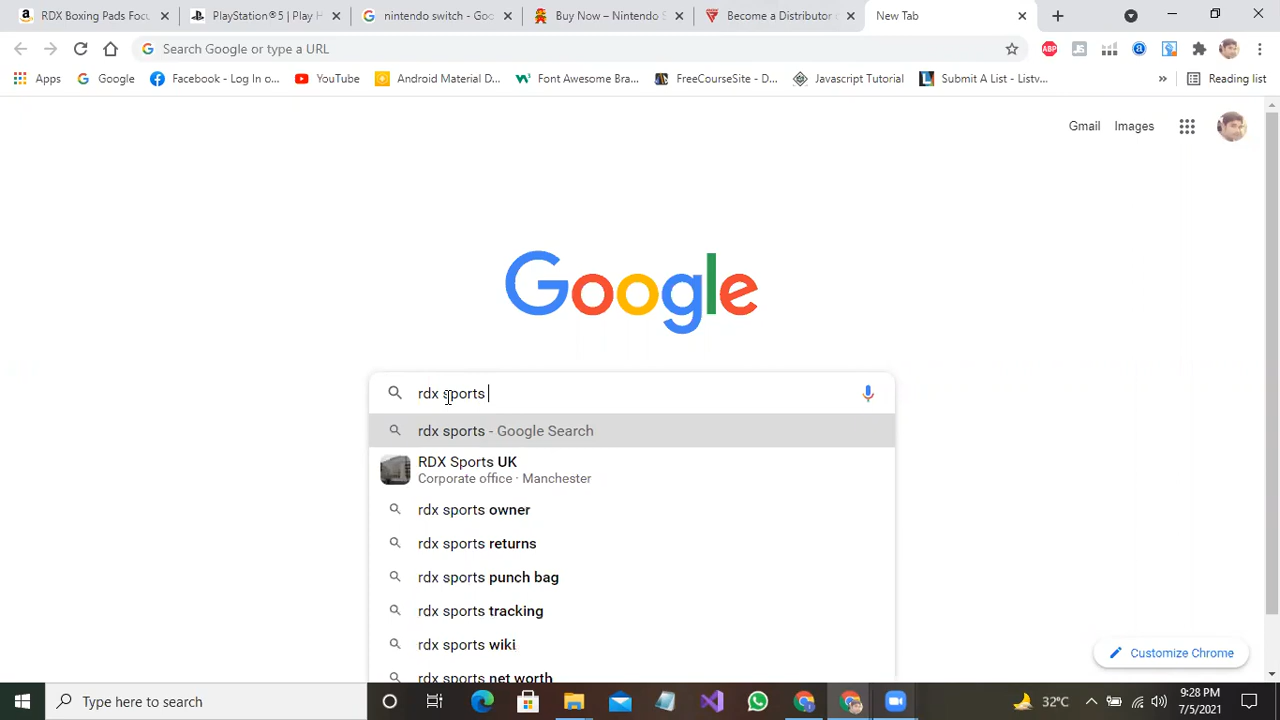 RDX Boxing Pads Focu
PlayStation®5 | Play H
nintendo switch - Goo
Buy Now – Nintendo S
Become a Distributor o
New Tab
Search Google or type a URL
ABP
JS
Apps
Google
Facebook - Log In o...
YouTube
Android Material D...
Font Awesome Bra...
FreeCourseSite - D...
Javascript Tutorial
Submit A List - Listv...
»
Reading list
Gmail
Images
Google
rdx sports
rdx sports - Google Search
RDX Sports UK
Corporate office · Manchester
rdx sports owner
rdx sports returns
rdx sports punch bag
rdx sports tracking
rdx sports wiki
rdx sports net worth
Customize Chrome
Type here to search
32°C
9:28 PM
7/5/2021